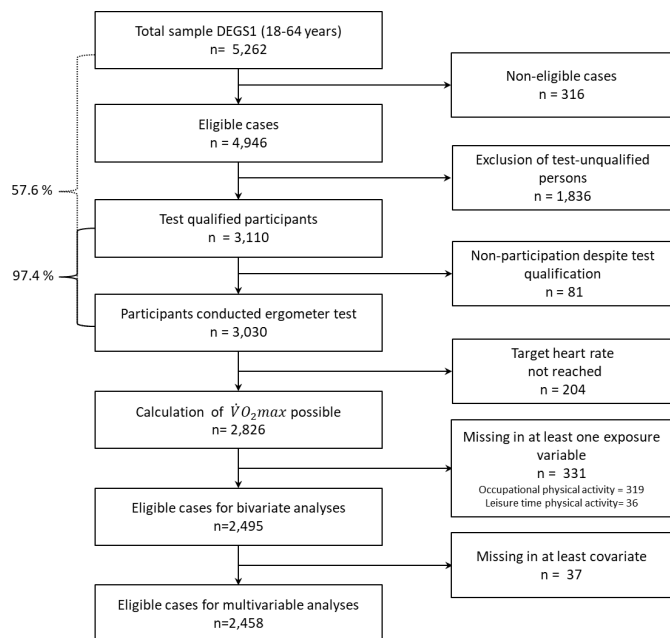 Total sample DEGS1 (18-64 years)
n= 5,262
Non-eligible cases
n = 316
Eligible cases
n = 4,946
Exclusion of test-unqualified
persons
n = 1,836
57.6 %
Test qualified participants
n = 3,110
Non-participation despite test
qualification
n = 81
97.4 %
Participants conducted ergometer test
n = 3,030
Target heart rate
not reached
n = 204
Calculation of V̇O₂max possible
n= 2,826
Missing in at least one exposure
variable
n = 331
Occupational physical activity = 319
Leisure time physical activity= 36
Eligible cases for bivariate analyses
n=2,495
Missing in at least covariate
n = 37
Eligible cases for multivariable analyses
n=2,458